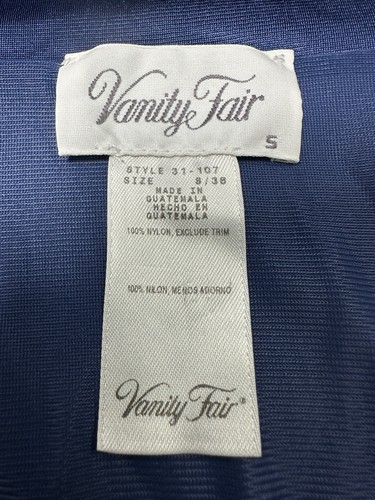 Vanity Fair
S
STYLE 31-107
SIZE S/36
MADE IN
GUATEMALA
HECHO EN
GUATEMALA
100% NYLON, EXCLUDE TRIM
100% NILON, MENOS ADORNO
Vanity Fair®